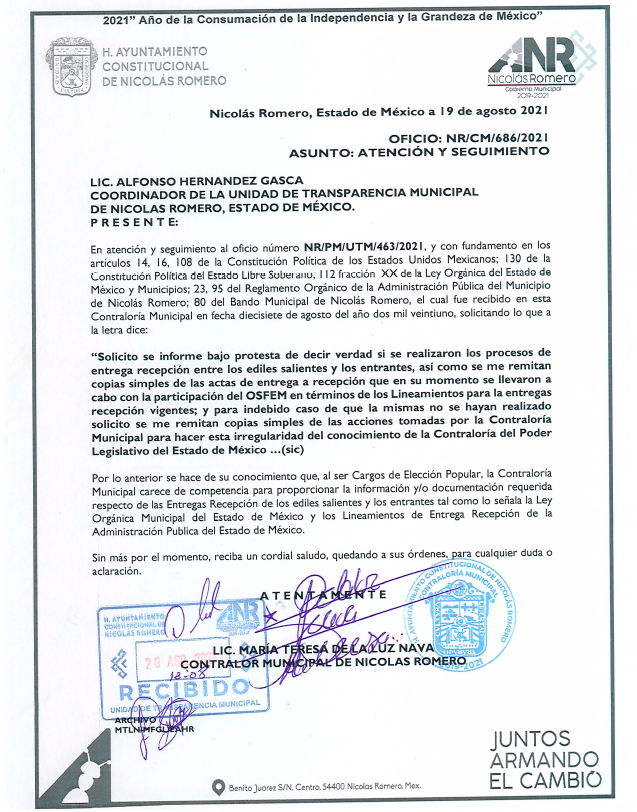 2021" Año de la Consumación de la Independencia y la Grandeza de México"
H. AYUNTAMIENTO
CONSTITUCIONAL
DE NICOLÁS ROMERO
ANR
Nicolás Romero
Gobierno Municipal
2019-2021
Nicolás Romero, Estado de México a 19 de agosto 2021
OFICIO: NR/CM/686/2021
ASUNTO: ATENCIÓN Y SEGUIMIENTO
LIC. ALFONSO HERNANDEZ GASCA
COORDINADOR DE LA UNIDAD DE TRANSPARENCIA MUNICIPAL
DE NICOLAS ROMERO, ESTADO DE MÉXICO.
P R E S E N T E:
En atención y seguimiento al oficio número NR/PM/UTM/463/2021, y con fundamento en los
artículos 14, 16, 108 de la Constitución Política de los Estados Unidos Mexicanos; 130 de la
Constitución Política del Estado Libre Soberano, 112 fracción XX de la Ley Orgánica del Estado de
México y Municipios; 23, 95 del Reglamento Orgánico de la Administración Pública del Municipio
de Nicolás Romero; 80 del Bando Municipal de Nicolás Romero, el cual fue recibido en esta
Contraloría Municipal en fecha diecisiete de agosto del año dos mil veintiuno, solicitando lo que a
la letra dice:
“Solicito se informe bajo protesta de decir verdad si se realizaron los procesos de
entrega recepción entre los ediles salientes y los entrantes, así como se me remitan
copias simples de las actas de entrega a recepción que en su momento se llevaron a
cabo con la participación del OSFEM en términos de los Lineamientos para la entregas
recepción vigentes; y para indebido caso de que la mismas no se hayan realizado
solicito se me remitan copias simples de las acciones tomadas por la Contraloría
Municipal para hacer esta irregularidad del conocimiento de la Contraloría del Poder
Legislativo del Estado de México ...(sic)
Por lo anterior se hace de su conocimiento que, al ser Cargos de Elección Popular, la Contraloría
Municipal carece de competencia para proporcionar la información y/o documentación requerida
respecto de las Entregas Recepción de los ediles salientes y los entrantes tal como lo señala la Ley
Orgánica Municipal del Estado de México y los Lineamientos de Entrega Recepción de la
Administración Publica del Estado de México.
Sin más por el momento, reciba un cordial saludo, quedando a sus órdenes, para cualquier duda o
aclaración.
A T E N T A M E N T E
H. AYUNTAMIENTO
CONSTITUCIONAL DE
NICOLÁS ROMERO
ANR
LIC. MARÍA TERESA DE LA LUZ NAVA
CONTRALOR MUNICIPAL DE NICOLAS ROMERO
20 AGO
RECIBIDO
UNIDAD DE TRANSPARENCIA MUNICIPAL
ARCHIVO
JUNTOS
ARMANDO
EL CAMBIO
Benito Juárez S/N, Centro, 54400 Nicolas Romero, Mex.